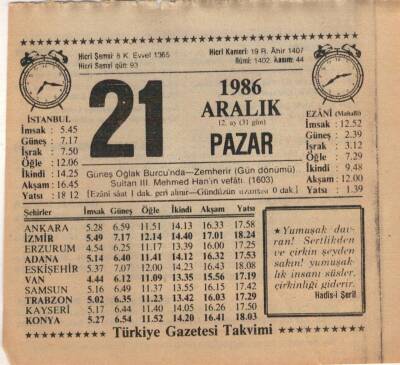 Hicri Şemsi: 8 K. Evvel 1365
Hicri Kameri: 19 R. Âhir 1407
Hicri Şemsi gün: 93
Rûmi: 1402, Kasım: 44
1986
ARALIK
12. ay (31 gün)
21
PAZAR
İSTANBUL
İmsak : 5.45
Güneş : 7.17
İşrak : 7.50
Öğle : 12.06
İkindi : 14.25
Akşam : 16.45
Yatsı : 18.12
EZÂNİ (Mahalli)
İmsak : 12.52
Güneş : 2.39
İşrak : 3.12
Öğle : 7.29
İkindi : 9.48
Akşam : 12.00
Yatsı : 1.39
Güneş Oğlak Burcu'nda—Zemherir (Gün dönümü)
Sultan III. Mehmed Han'ın vefâtı. (1603)
[Ezânî sâat 1 dak. geri alınır—Gündüzün uzaması 0 dak.]
Şehirler İmsak Güneş Öğle İkindi Akşam Yatsı
ANKARA 5.28 6.59 11.51 14.13 16.33 17.58
İZMİR 5.49 7.17 12.14 14.40 17.01 18.24
ERZURUM 4.54 6.25 11.17 13.39 16.00 17.25
ADANA 5.14 6.40 11.41 14.12 16.32 17.53
ESKİŞEHİR 5.37 7.07 12.00 14.23 16.43 18.08
VAN 4.44 6.12 11.09 13.35 15.56 17.19
SAMSUN 5.16 6.49 11.37 13.55 16.15 17.42
TRABZON 5.02 6.35 11.23 13.42 16.03 17.29
KAYSERİ 5.17 6.44 11.40 14.05 16.26 17.50
KONYA 5.27 6.54 11.52 14.20 16.41 18.03
★ Yumuşak dav-
ran! Sertlikden
ve çirkin şeyden
sakın! yumuşak-
lık insanı süsler,
çirkinliği giderir.
Hadis-i Şerif
Türkiye Gazetesi Takvimi